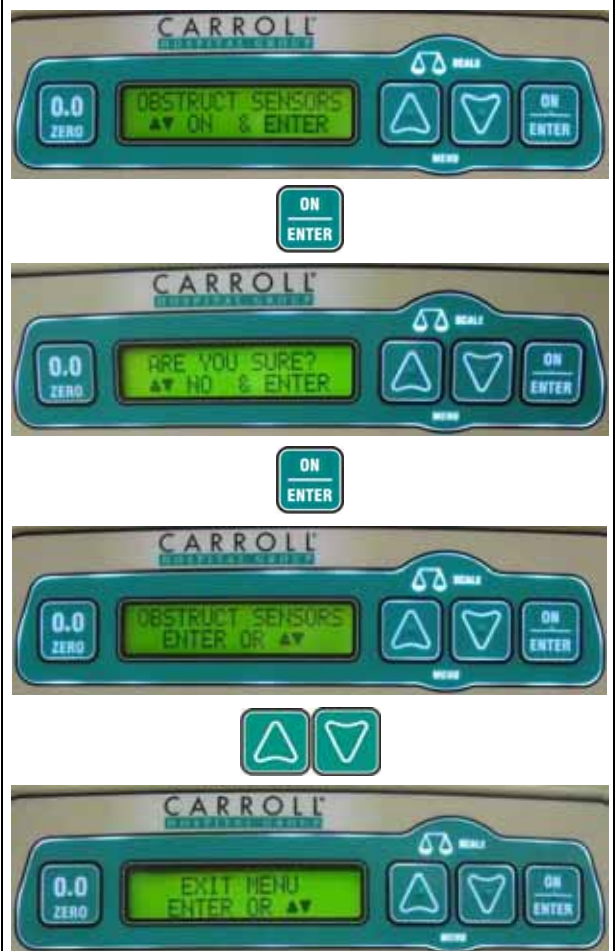 CARROLL
HOSPITAL GROUP
SCALE
0.0
ZERO
OBSTRUCT SENSORS
▲▼ ON & ENTER
ON
ENTER
MENU
ON
ENTER
CARROLL
HOSPITAL GROUP
SCALE
0.0
ZERO
ARE YOU SURE?
▲▼ NO & ENTER
ON
ENTER
MENU
ON
ENTER
CARROLL
HOSPITAL GROUP
SCALE
0.0
ZERO
OBSTRUCT SENSORS
ENTER OR ▲▼
ON
ENTER
MENU
CARROLL
HOSPITAL GROUP
SCALE
0.0
ZERO
EXIT MENU
ENTER OR ▲▼
ON
ENTER
MENU